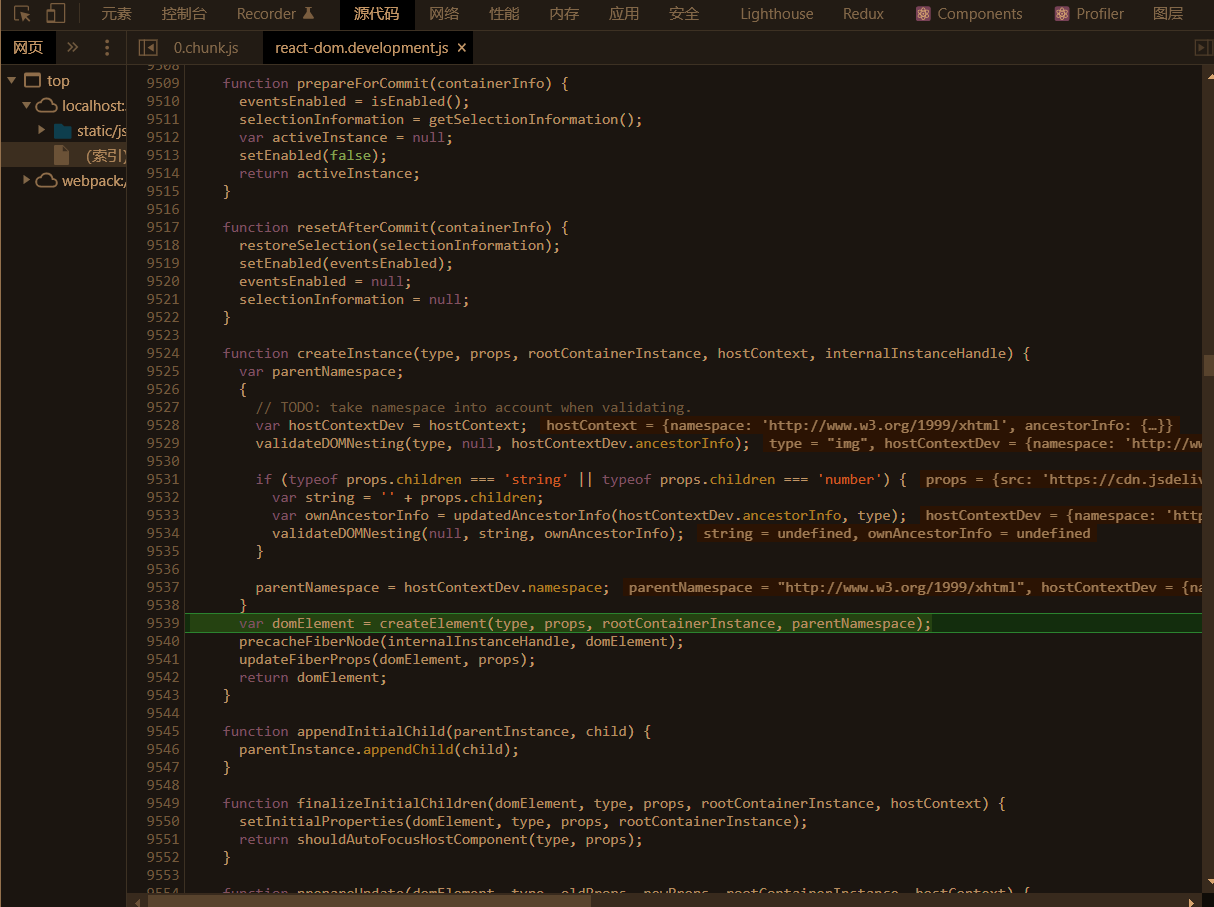 元素 控制台 Recorder 源代码 网络 性能 内存 应用 安全 Lighthouse Redux Components Profiler 图层
网页 » 0.chunk.js react-dom.development.js ×
top
localhost:
static/js
(索引)
webpack:/
9508
9509 function prepareForCommit(containerInfo) {
9510 eventsEnabled = isEnabled();
9511 selectionInformation = getSelectionInformation();
9512 var activeInstance = null;
9513 setEnabled(false);
9514 return activeInstance;
9515 }
9516
9517 function resetAfterCommit(containerInfo) {
9518 restoreSelection(selectionInformation);
9519 setEnabled(eventsEnabled);
9520 eventsEnabled = null;
9521 selectionInformation = null;
9522 }
9523
9524 function createInstance(type, props, rootContainerInstance, hostContext, internalInstanceHandle) {
9525 var parentNamespace;
9526 {
9527 // TODO: take namespace into account when validating.
9528 var hostContextDev = hostContext; hostContext = {namespace: 'http://www.w3.org/1999/xhtml', ancestorInfo: {…}}
9529 validateDOMNesting(type, null, hostContextDev.ancestorInfo); type = "img", hostContextDev = {namespace: 'http://ww
9530
9531 if (typeof props.children === 'string' || typeof props.children === 'number') { props = {src: 'https://cdn.jsdeliv
9532 var string = '' + props.children;
9533 var ownAncestorInfo = updatedAncestorInfo(hostContextDev.ancestorInfo, type); hostContextDev = {namespace: 'http
9534 validateDOMNesting(null, string, ownAncestorInfo); string = undefined, ownAncestorInfo = undefined
9535 }
9536
9537 parentNamespace = hostContextDev.namespace; parentNamespace = "http://www.w3.org/1999/xhtml", hostContextDev = {na
9538 }
9539 var domElement = createElement(type, props, rootContainerInstance, parentNamespace);
9540 precacheFiberNode(internalInstanceHandle, domElement);
9541 updateFiberProps(domElement, props);
9542 return domElement;
9543 }
9544
9545 function appendInitialChild(parentInstance, child) {
9546 parentInstance.appendChild(child);
9547 }
9548
9549 function finalizeInitialChildren(domElement, type, props, rootContainerInstance, hostContext) {
9550 setInitialProperties(domElement, type, props, rootContainerInstance);
9551 return shouldAutoFocusHostComponent(type, props);
9552 }
9553
9554 function prepareUpdate(domElement, type, oldProps, newProps, rootContainerInstance, hostContext) {